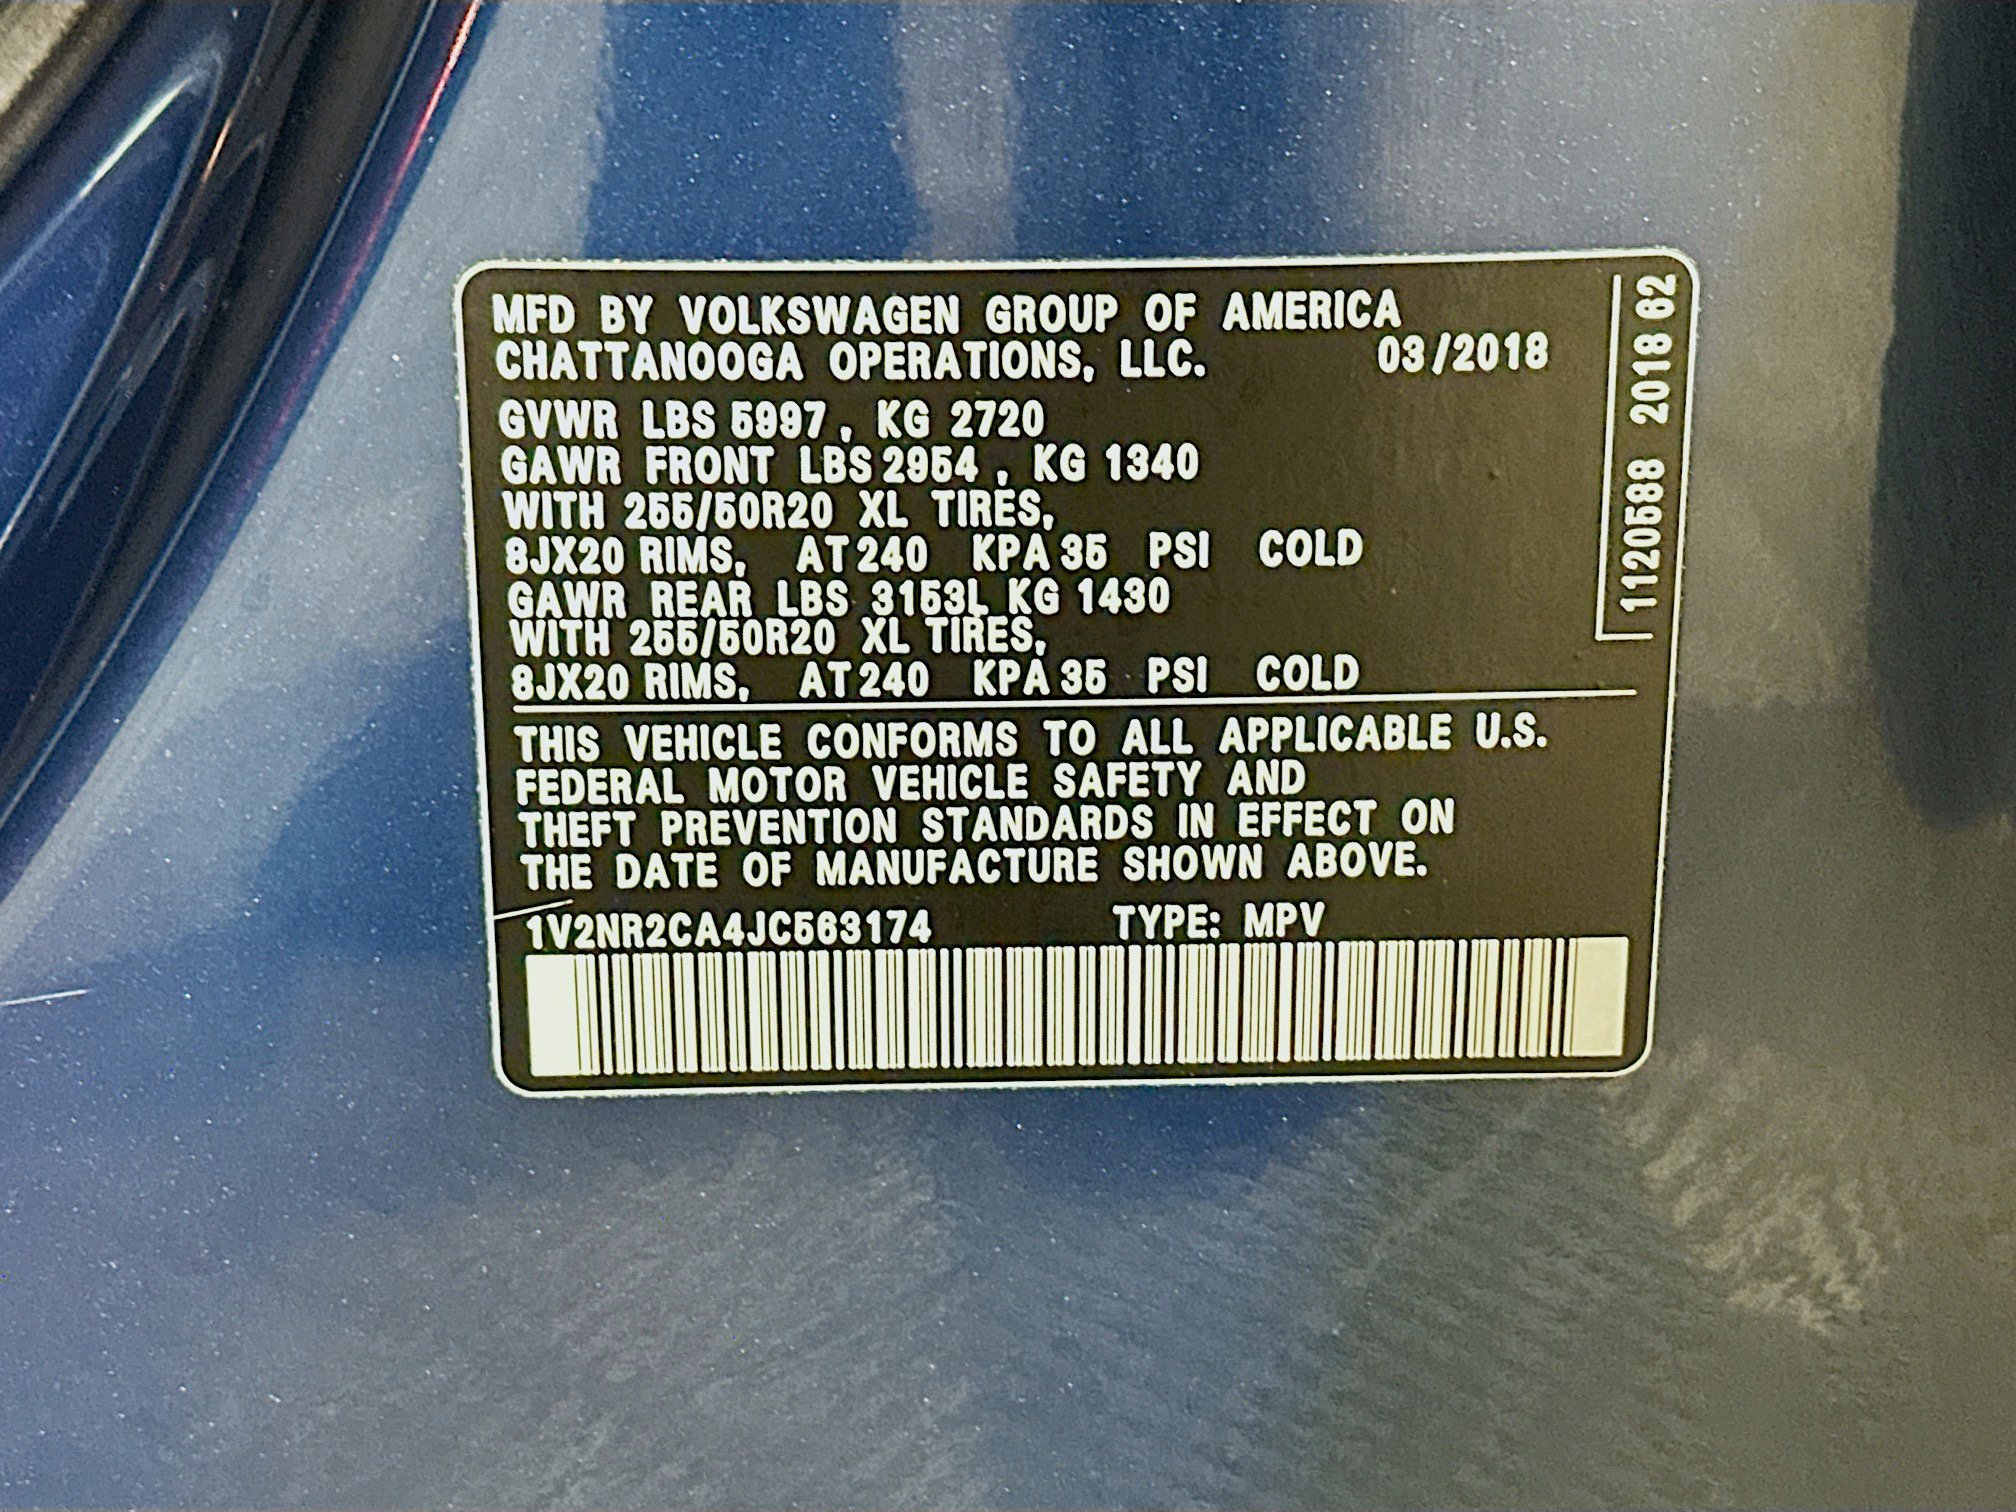 MFD BY VOLKSWAGEN GROUP OF AMERICA
CHATTANOOGA OPERATIONS, LLC. 03/2018
GVWR LBS 5997, KG 2720
GAWR FRONT LBS 2954, KG 1340
WITH 255/50R20 XL TIRES,
8JX20 RIMS, AT 240 KPA 35 PSI COLD
GAWR REAR LBS 3153L KG 1430
WITH 255/50R20 XL TIRES,
8JX20 RIMS, AT 240 KPA 35 PSI COLD
THIS VEHICLE CONFORMS TO ALL APPLICABLE U.S.
FEDERAL MOTOR VEHICLE SAFETY AND
THEFT PREVENTION STANDARDS IN EFFECT ON
THE DATE OF MANUFACTURE SHOWN ABOVE.
1V2NR2CA4JC563174 TYPE: MPV
1120588 2018 62